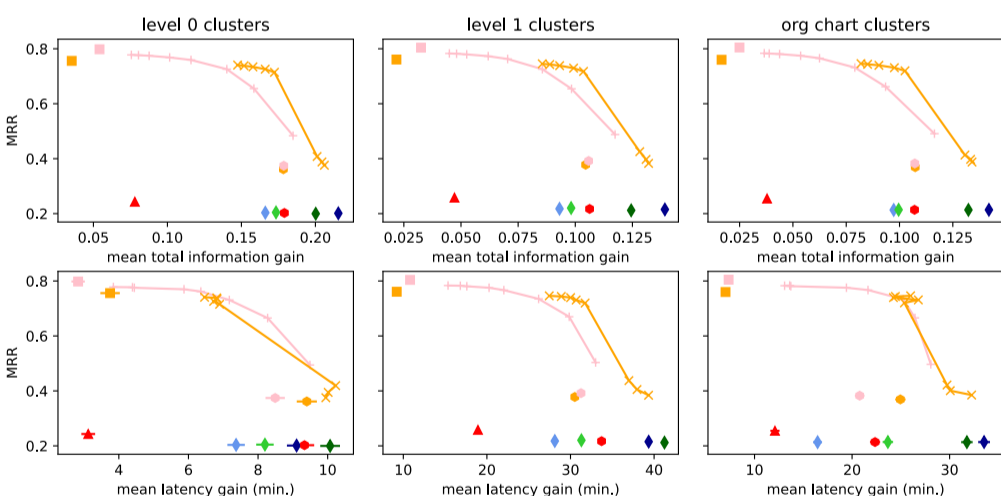 level 0 clusters
level 1 clusters
org chart clusters
MRR
0.8
0.6
0.4
0.2
0.05 0.10 0.15 0.20
0.025 0.050 0.075 0.100 0.125
0.025 0.050 0.075 0.100 0.125
mean total information gain
mean total information gain
mean total information gain
MRR
0.8
0.6
0.4
0.2
4 6 8 10
10 20 30 40
10 20 30
mean latency gain (min.)
mean latency gain (min.)
mean latency gain (min.)